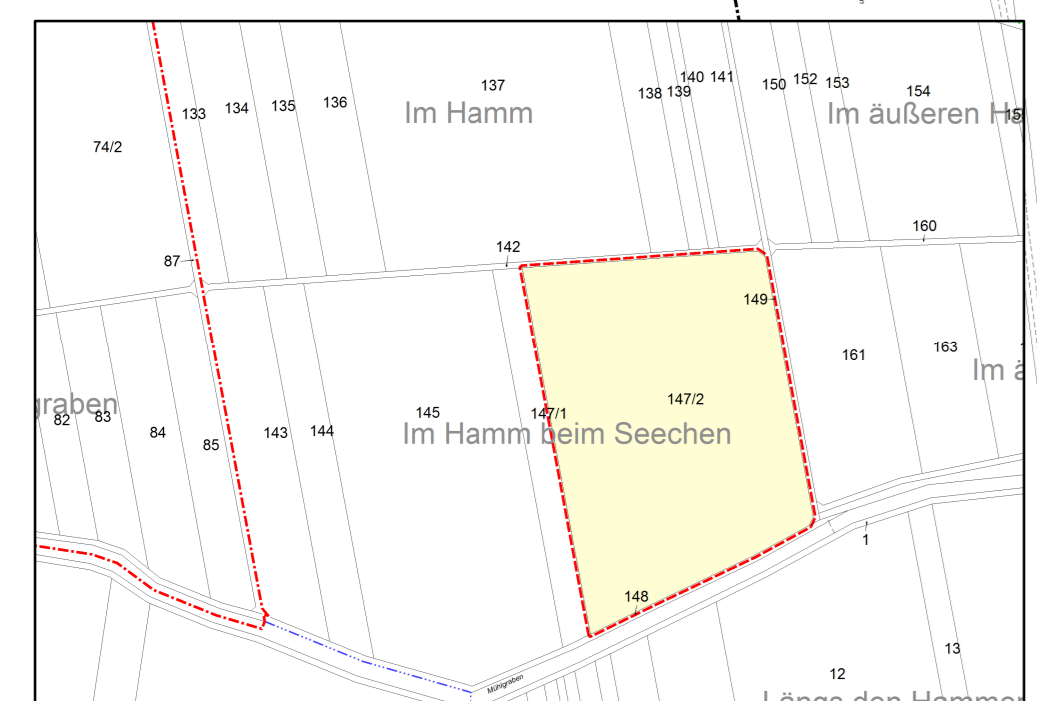 137
140 141
133 134 135 136
138 139
150 152 153 154
Im Hamm
Im äußeren Ha
74/2
160
142
87
149
161 163
Im ä
147/2
graben
82 83 84 85
143 144 145 147/1
Im Hamm beim Seechen
1
148
13
12
Mühlgraben
Längs den Hammer